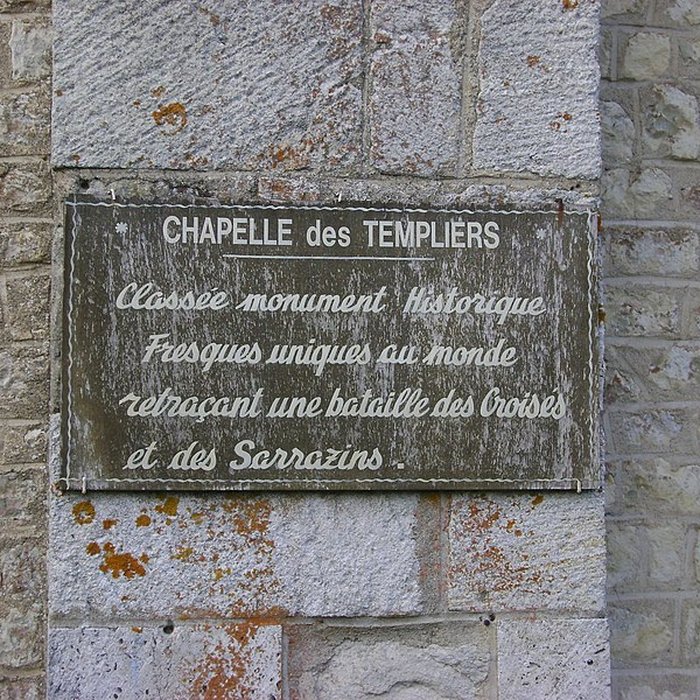 * CHAPELLE des TEMPLIERS *
Classée monument Historique
Fresques uniques au monde
retraçant une bataille des Croisés
et des Sarrazins .